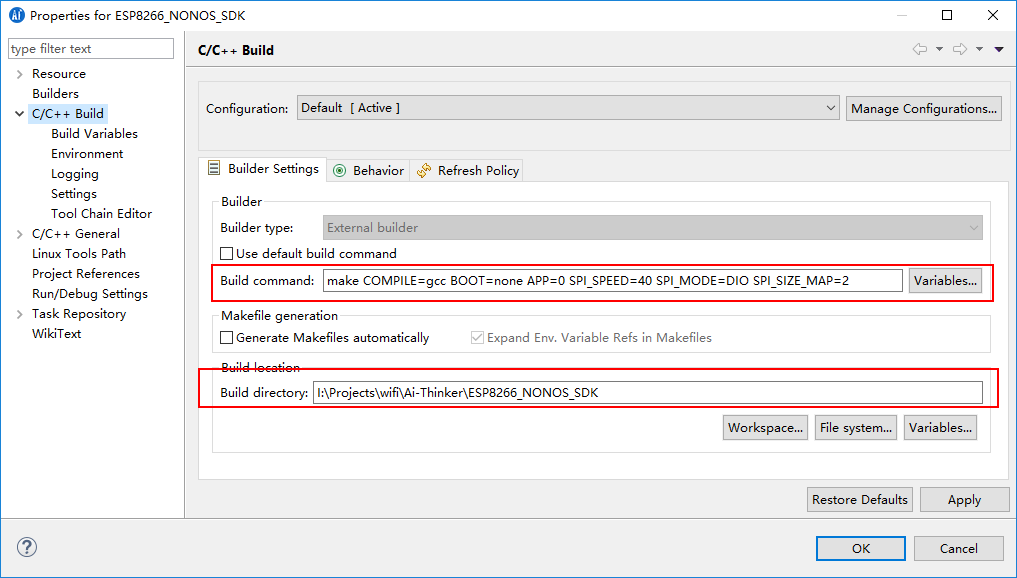 Properties for ESP8266_NONOS_SDK
type filter text
Resource
Builders
C/C++ Build
Build Variables
Environment
Logging
Settings
Tool Chain Editor
C/C++ General
Linux Tools Path
Project References
Run/Debug Settings
Task Repository
WikiText
C/C++ Build
Configuration: Default [ Active ] Manage Configurations...
Builder Settings Behavior Refresh Policy
Builder
Builder type: External builder
Use default build command
Build command: make COMPILE=gcc BOOT=none APP=0 SPI_SPEED=40 SPI_MODE=DIO SPI_SIZE_MAP=2 Variables...
Makefile generation
Generate Makefiles automatically Expand Env. Variable Refs in Makefiles
Build location
Build directory: I:\Projects\wifi\Ai-Thinker\ESP8266_NONOS_SDK
Workspace... File system... Variables...
Restore Defaults Apply
OK Cancel